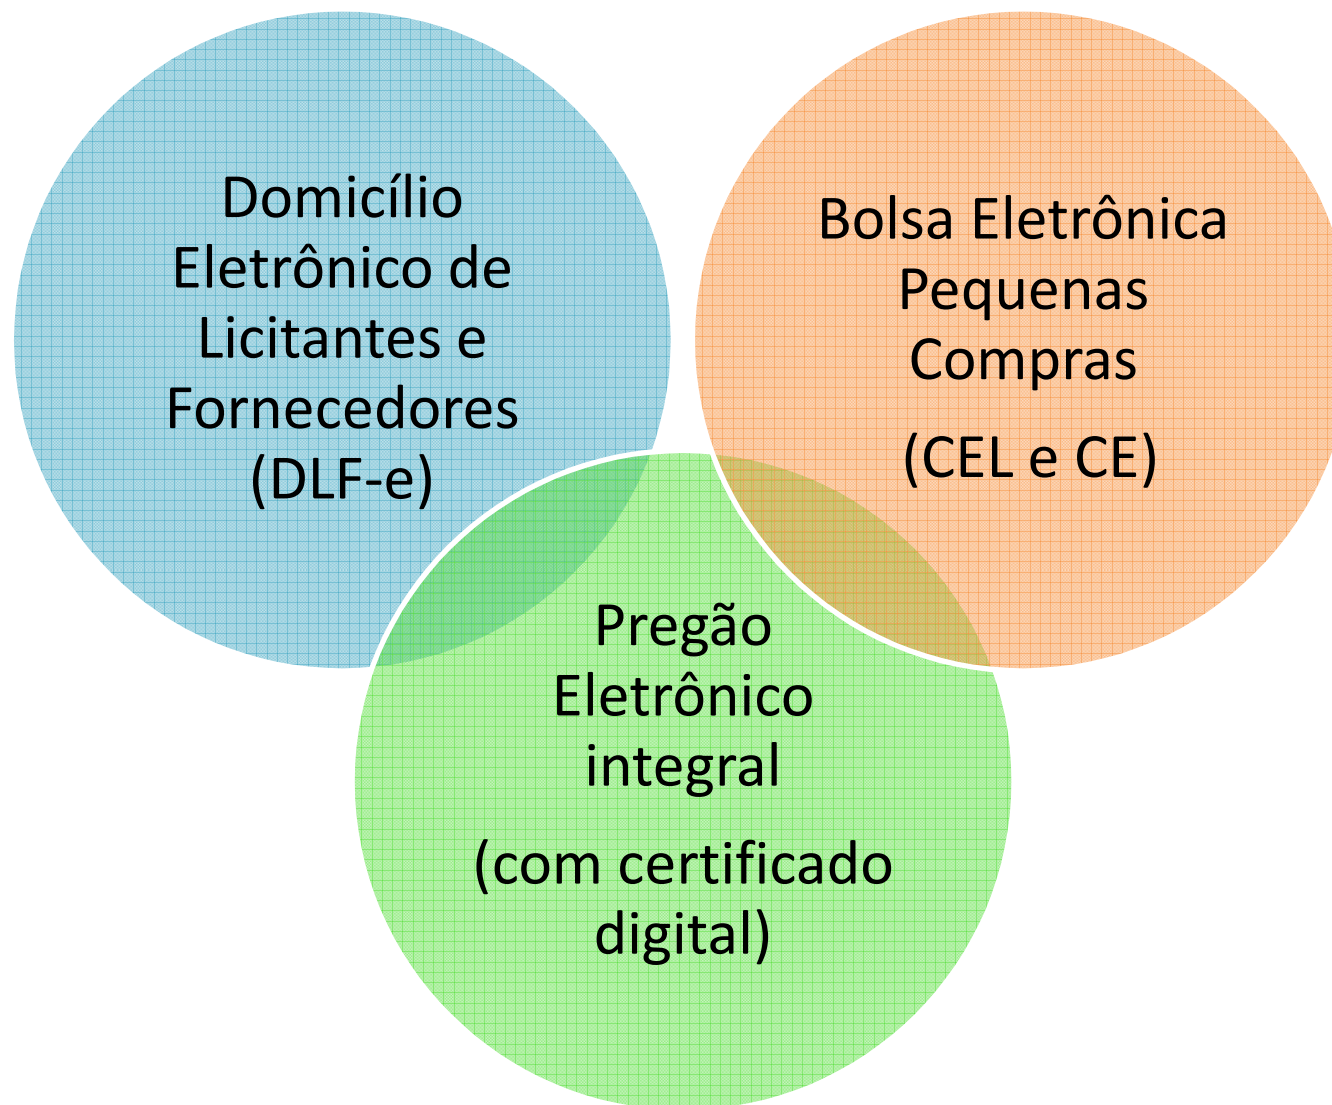 Domicílio
Eletrônico de
Licitantes e
Fornecedores
(DLF-e)
Bolsa Eletrônica
Pequenas
Compras
(CEL e CE)
Pregão
Eletrônico
integral
(com certificado
digital)